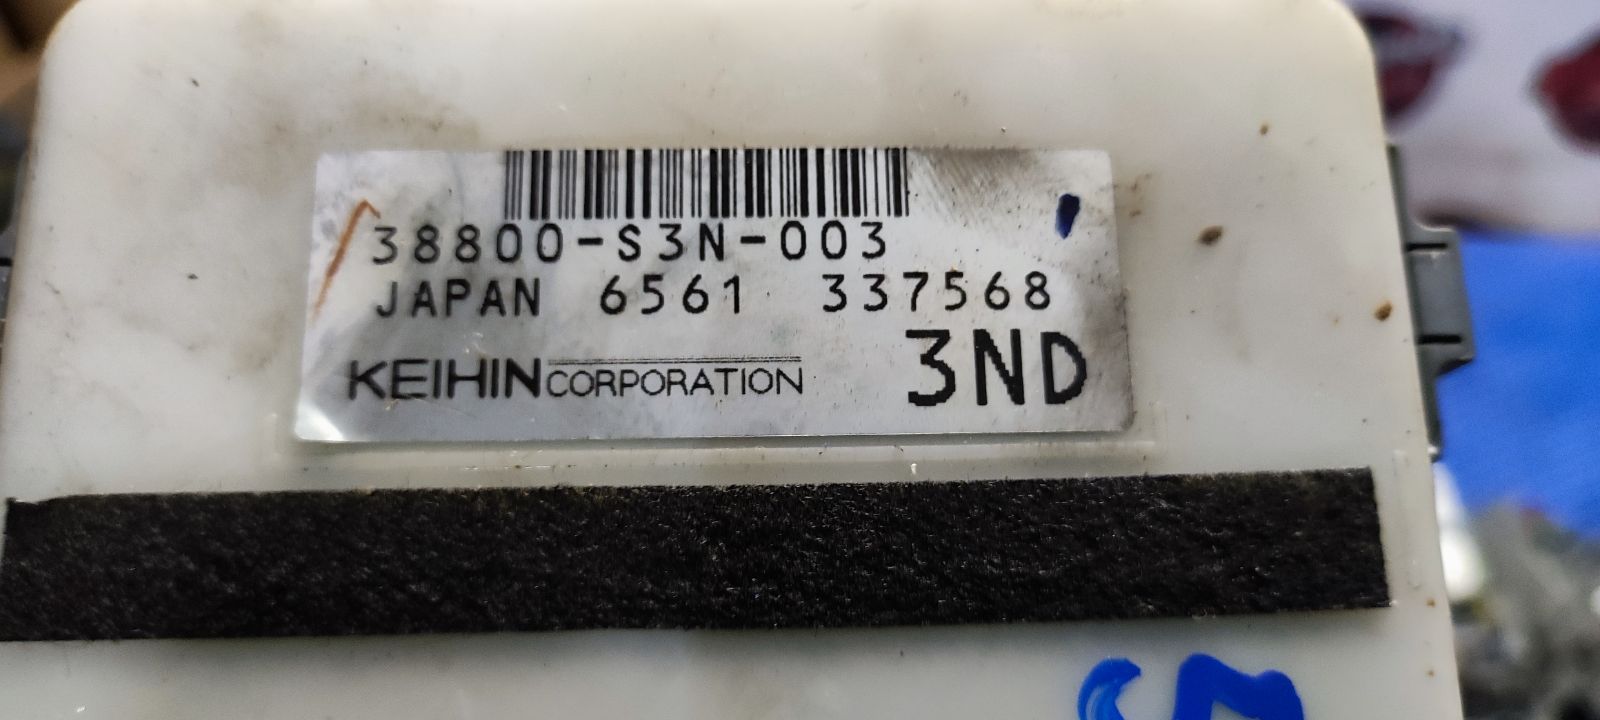 38800-S3N-003
JAPAN 6561 337568
KEIHIN CORPORATION
3ND